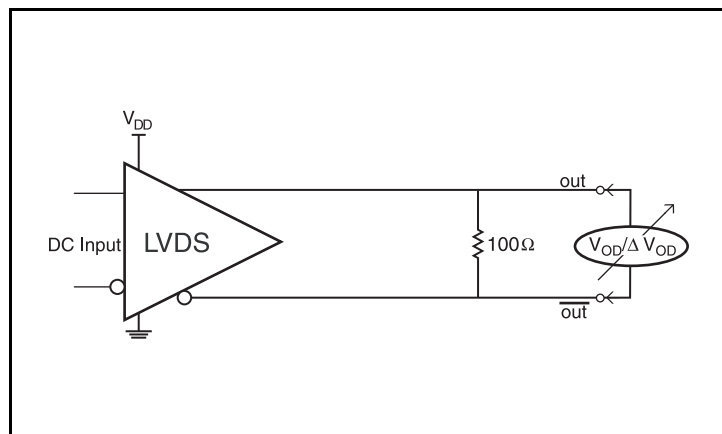 V_DD
out
DC Input
LVDS
100Ω
V_OD/Δ V_OD
out